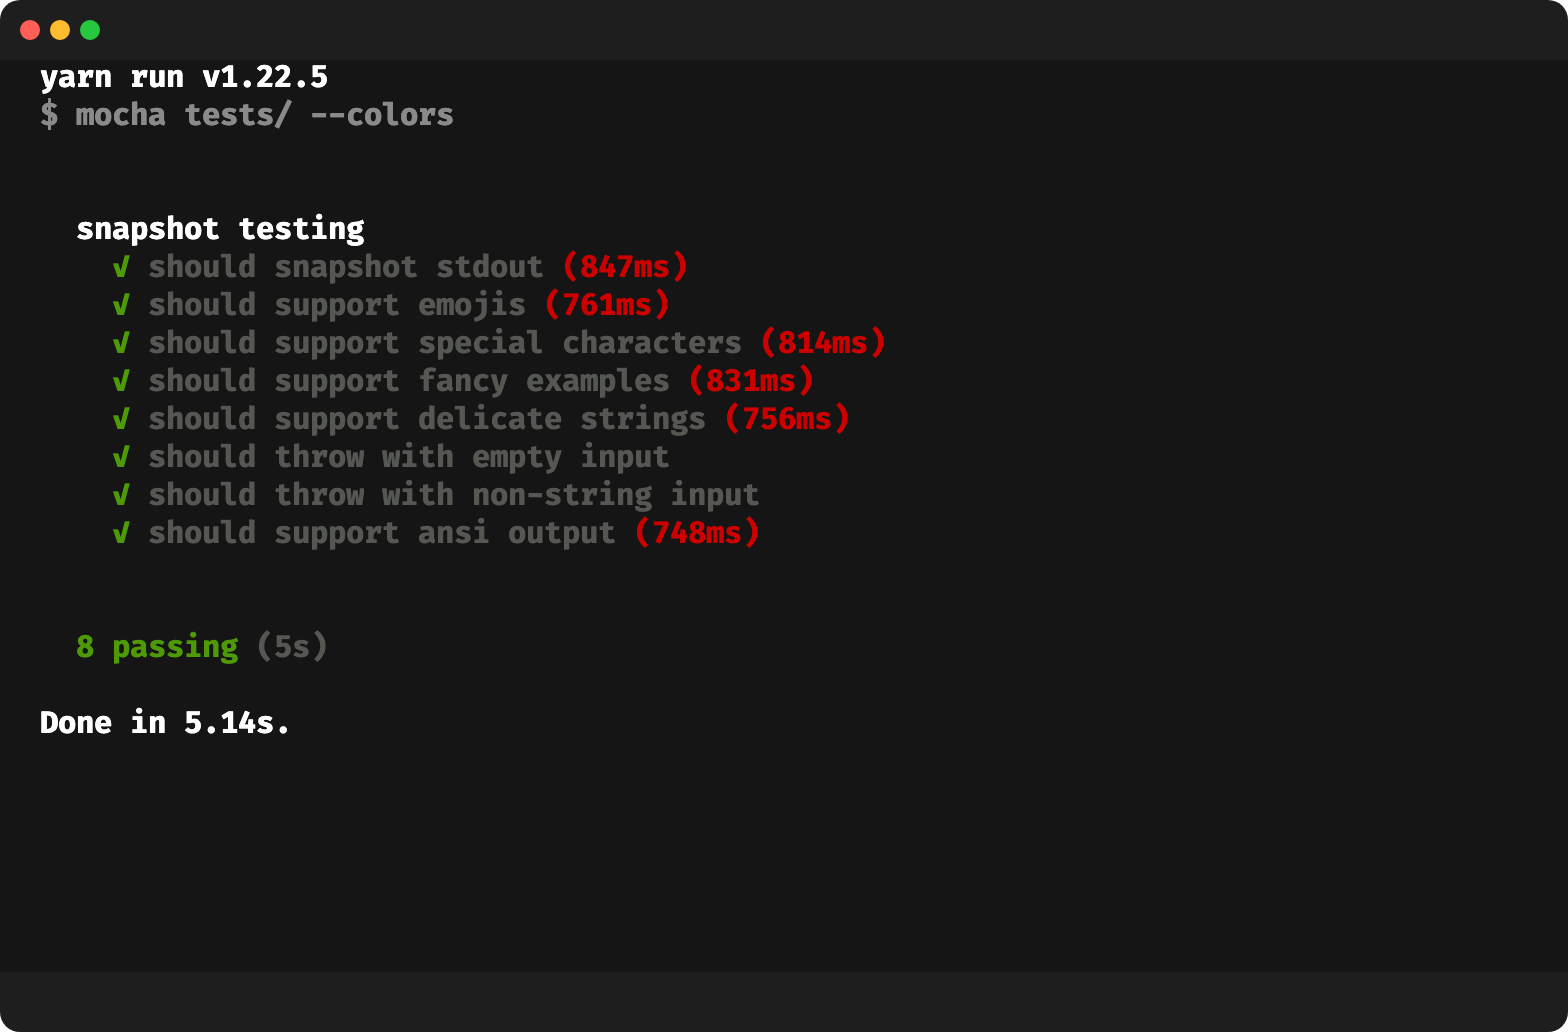 yarn run v1.22.5
$ mocha tests/ --colors
snapshot testing
√ should snapshot stdout (847ms)
√ should support emojis (761ms)
√ should support special characters (814ms)
√ should support fancy examples (831ms)
√ should support delicate strings (756ms)
√ should throw with empty input
√ should throw with non-string input
√ should support ansi output (748ms)
8 passing (5s)
Done in 5.14s.